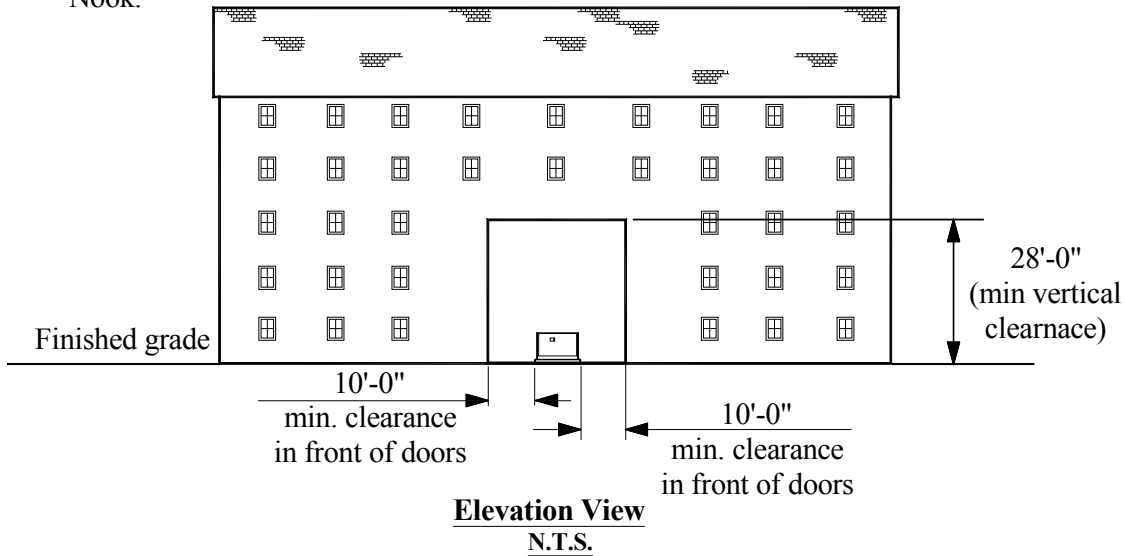 Nook.
28'-0"
(min vertical
clearnace)
Finished grade
10'-0"
min. clearance
in front of doors
10'-0"
min. clearance
in front of doors
Elevation View
N.T.S.